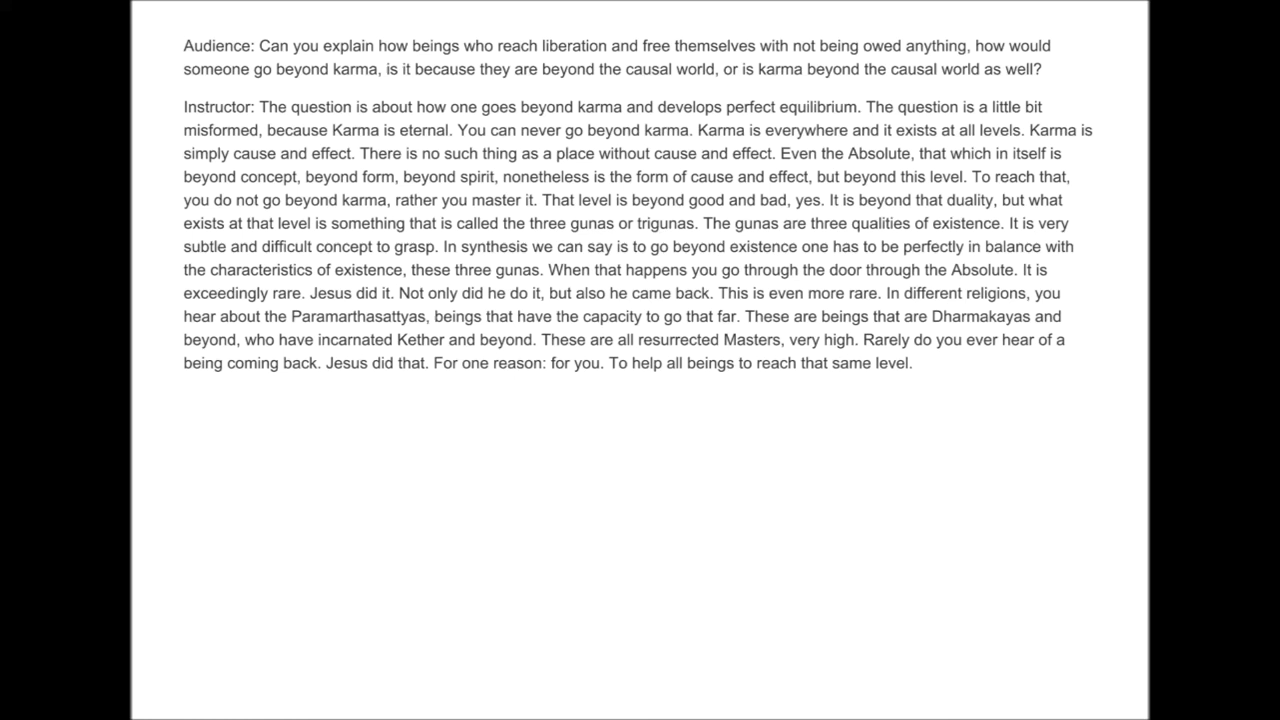 Audience: Can you explain how beings who reach liberation and free themselves with not being owed anything, how would
someone go beyond karma, is it because they are beyond the causal world, or is karma beyond the causal world as well?
Instructor: The question is about how one goes beyond karma and develops perfect equilibrium. The question is a little bit
misformed, because Karma is eternal. You can never go beyond karma. Karma is everywhere and it exists at all levels. Karma is
simply cause and effect. There is no such thing as a place without cause and effect. Even the Absolute, that which in itself is
beyond concept, beyond form, beyond spirit, nonetheless is the form of cause and effect, but beyond this level. To reach that,
you do not go beyond karma, rather you master it. That level is beyond good and bad, yes. It is beyond that duality, but what
exists at that level is something that is called the three gunas or trigunas. The gunas are three qualities of existence. It is very
subtle and difficult concept to grasp. In synthesis we can say is to go beyond existence one has to be perfectly in balance with
the characteristics of existence, these three gunas. When that happens you go through the door through the Absolute. It is
exceedingly rare. Jesus did it. Not only did he do it, but also he came back. This is even more rare. In different religions, you
hear about the Paramarthasattyas, beings that have the capacity to go that far. These are beings that are Dharmakayas and
beyond, who have incarnated Kether and beyond. These are all resurrected Masters, very high. Rarely do you ever hear of a
being coming back. Jesus did that. For one reason: for you. To help all beings to reach that same level.